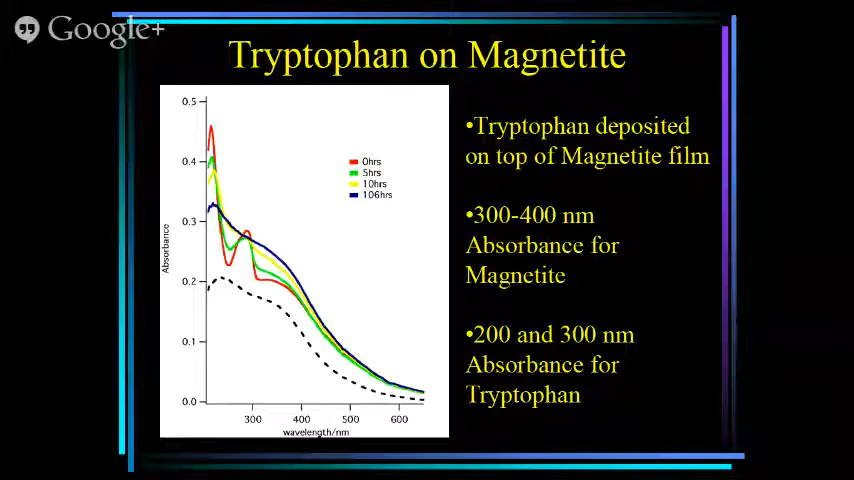 Google+
Tryptophan on Magnetite
•Tryptophan deposited
on top of Magnetite film
•300-400 nm
Absorbance for
Magnetite
•200 and 300 nm
Absorbance for
Tryptophan
0.5
0.4
0.3
0.2
0.1
0.0
Absorbance
0hrs
5hrs
10hrs
106hrs
300 400 500 600
wavelength/nm